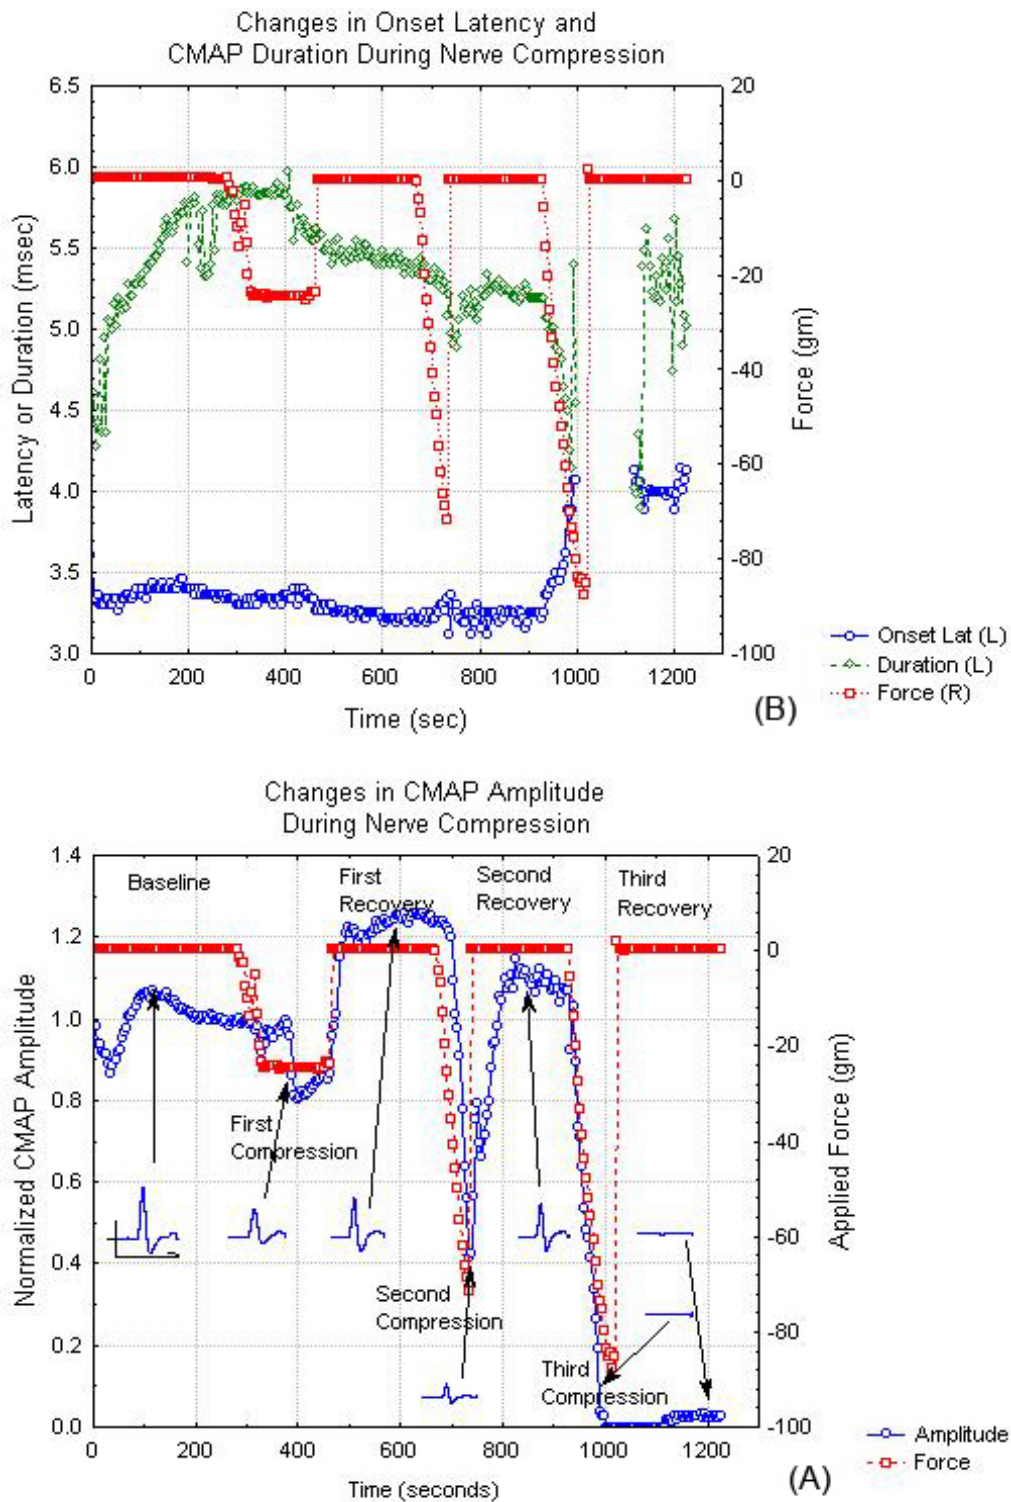 Changes in Onset Latency and
CMAP Duration During Nerve Compression
6.5
6.0
5.5
5.0
4.5
4.0
3.5
3.0
Latency or Duration (msec)
20
0
-20
-40
-60
-80
-100
Force (gm)
0 200 400 600 800 1000 1200
Time (sec)
Onset Lat (L)
Duration (L)
Force (R)
(B)
Changes in CMAP Amplitude
During Nerve Compression
1.4
1.2
1.0
0.8
0.6
0.4
0.2
0.0
Normalized CMAP Amplitude
Baseline
First
Recovery
Second
Recovery
Third
Recovery
First
Compression
Second
Compression
Third
Compression
20
0
-20
-40
-60
-80
-100
Applied Force (gm)
0 200 400 600 800 1000 1200
Time (seconds)
Amplitude
Force
(A)